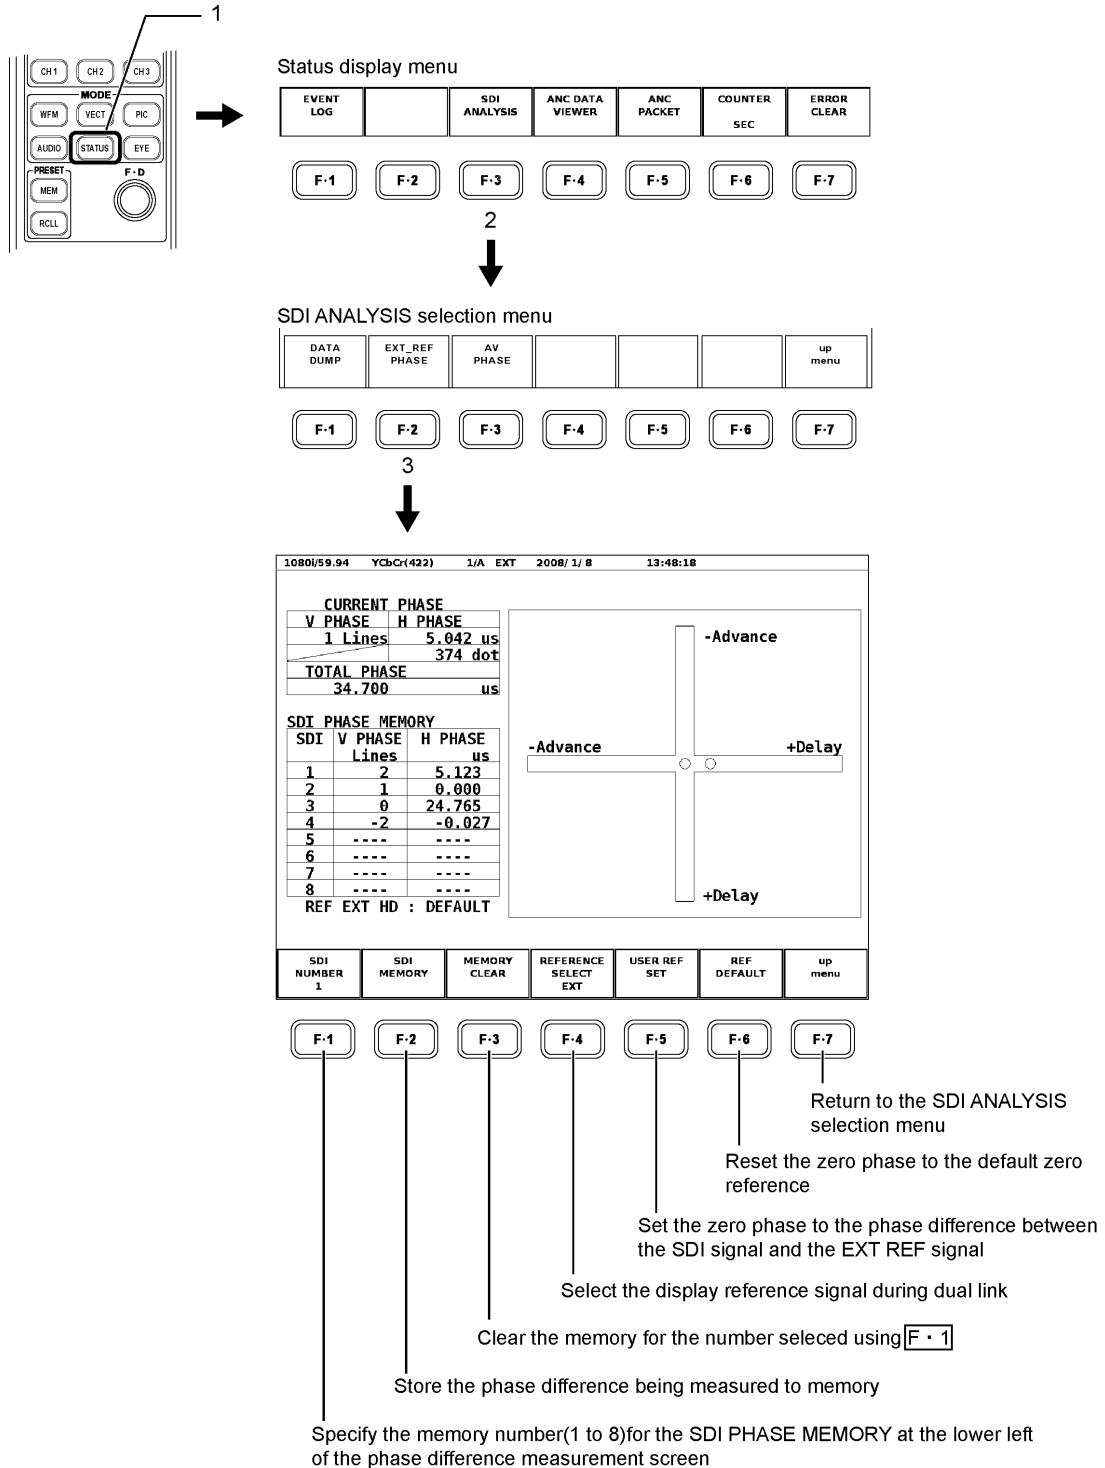 1
CH1 CH2 CH3
MODE
WFM VECT PIC
AUDIO STATUS EYE
PRESET F·D
MEM
RCLL
Status display menu
EVENT LOG SDI ANALYSIS ANC DATA VIEWER ANC PACKET COUNTER SEC ERROR CLEAR
F·1 F·2 F·3 F·4 F·5 F·6 F·7
2
SDI ANALYSIS selection menu
DATA DUMP EXT_REF PHASE AV PHASE up menu
F·1 F·2 F·3 F·4 F·5 F·6 F·7
3
1080i/59.94 YCbCr(422) 1/A EXT 2008/ 1/ 8 13:48:18
CURRENT PHASE
V PHASE H PHASE
1 Lines 5.042 us
374 dot
TOTAL PHASE
34.700 us
SDI PHASE MEMORY
SDI V PHASE H PHASE
Lines us
1 2 5.123
2 1 0.000
3 0 24.765
4 -2 -0.027
5 ---- ----
6 ---- ----
7 ---- ----
8 ---- ----
REF EXT HD : DEFAULT
-Advance
-Advance +Delay
+Delay
SDI NUMBER 1 SDI MEMORY MEMORY CLEAR REFERENCE SELECT EXT USER REF SET REF DEFAULT up menu
F·1 F·2 F·3 F·4 F·5 F·6 F·7
Return to the SDI ANALYSIS
selection menu
Reset the zero phase to the default zero
reference
Set the zero phase to the phase difference between
the SDI signal and the EXT REF signal
Select the display reference signal during dual link
Clear the memory for the number seleced using F・1
Store the phase difference being measured to memory
Specify the memory number(1 to 8)for the SDI PHASE MEMORY at the lower left
of the phase difference measurement screen